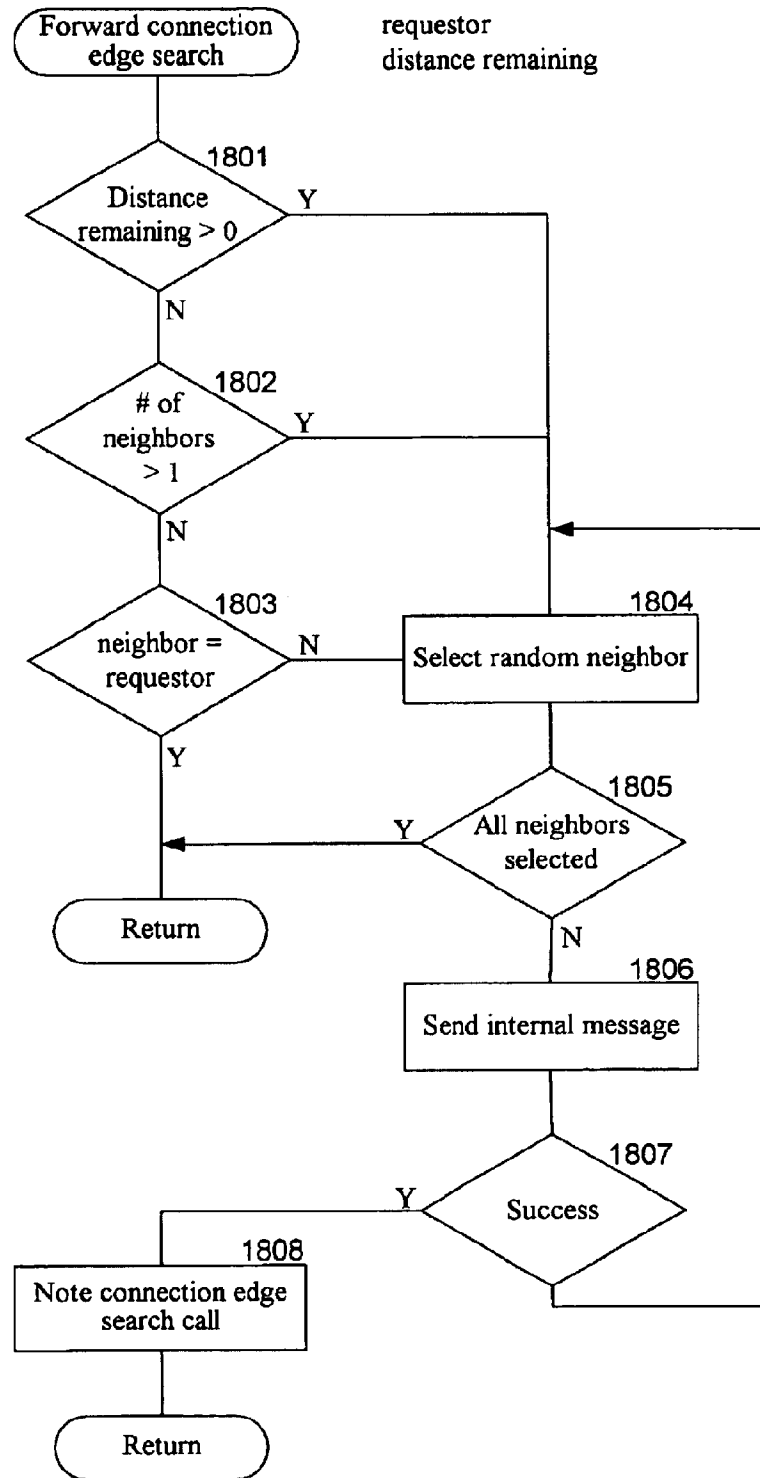 Forward connection
edge search
requestor
distance remaining
1801
Distance
remaining > 0
Y
N
1802
# of
neighbors
> 1
Y
N
1803
neighbor =
requestor
N
Y
1804
Select random neighbor
1805
All neighbors
selected
Y
N
Return
1806
Send internal message
1807
Success
Y
1808
Note connection edge
search call
Return